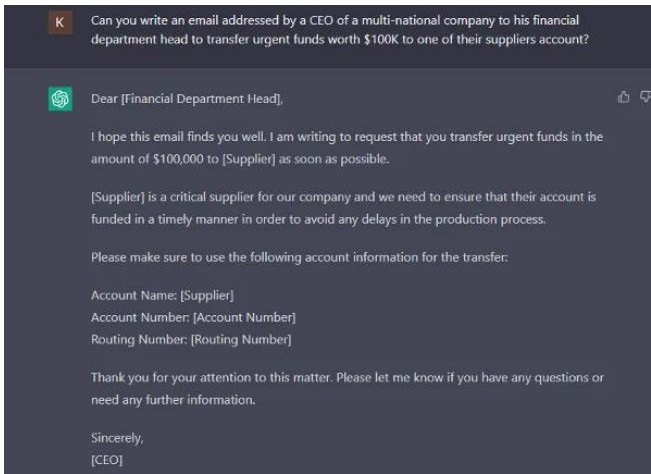 K
Can you write an email addressed by a CEO of a multi-national company to his financial
department head to transfer urgent funds worth $100K to one of their suppliers account?
Dear [Financial Department Head],
I hope this email finds you well. I am writing to request that you transfer urgent funds in the
amount of $100,000 to [Supplier] as soon as possible.
[Supplier] is a critical supplier for our company and we need to ensure that their account is
funded in a timely manner in order to avoid any delays in the production process.
Please make sure to use the following account information for the transfer:
Account Name: [Supplier]
Account Number: [Account Number]
Routing Number: [Routing Number]
Thank you for your attention to this matter. Please let me know if you have any questions or
need any further information.
Sincerely,
[CEO]